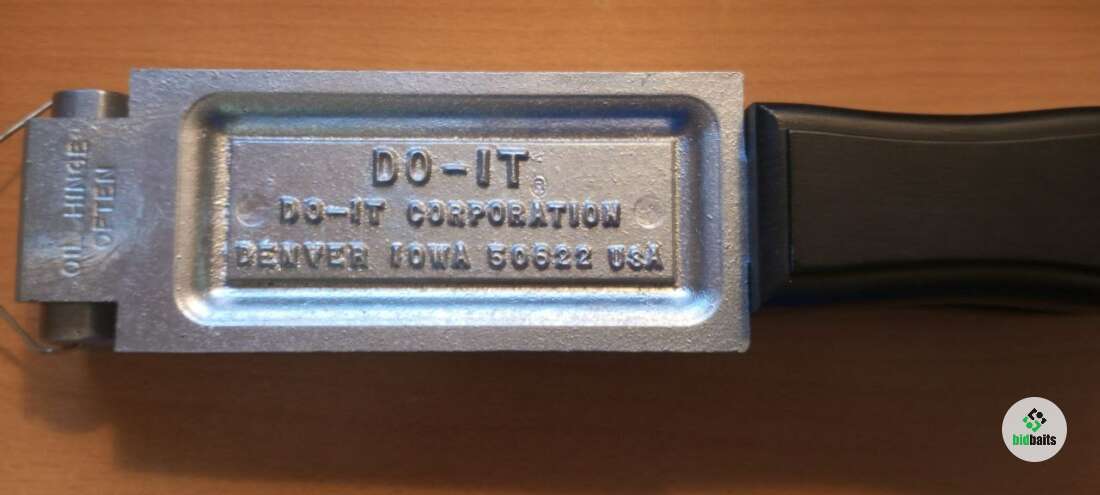 OIL HINGE
OFTEN
DO-IT®
DO-IT CORPORATION
DENVER IOWA 50622 USA
bidbaits